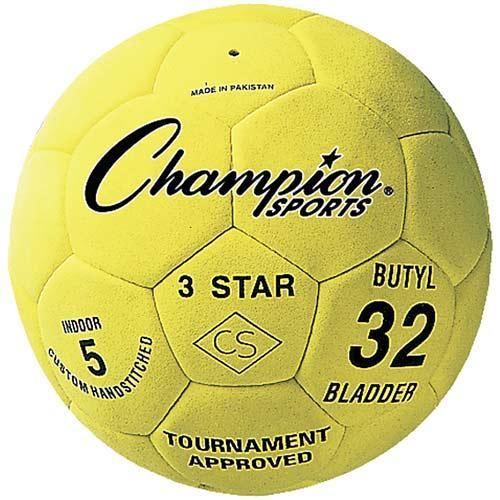 MADE IN PAKISTAN
Champion®
SPORTS
3 STAR
CS
INDOOR
5
CUSTOM HANDSTITCHED
BUTYL
32
BLADDER
TOURNAMENT
APPROVED